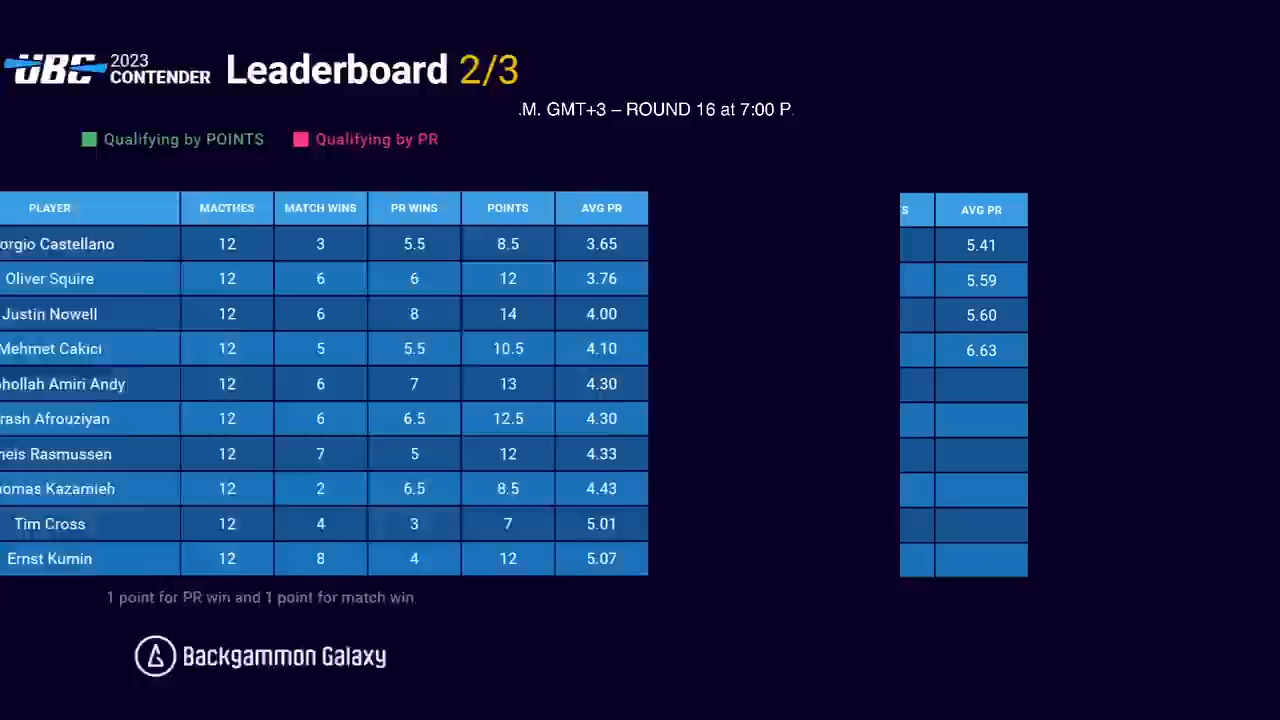 UBC 2023 CONTENDER Leaderboard 2/3
.M. GMT+3 – ROUND 16 at 7:00 P.
Qualifying by POINTS Qualifying by PR
PLAYER MACTHES MATCH WINS PR WINS POINTS AVG PR
orgio Castellano 12 3 5.5 8.5 3.65
Oliver Squire 12 6 6 12 3.76
Justin Nowell 12 6 8 14 4.00
Mehmet Cakici 12 5 5.5 10.5 4.10
hollah Amiri Andy 12 6 7 13 4.30
rash Afrouziyan 12 6 6.5 12.5 4.30
neis Rasmussen 12 7 5 12 4.33
omas Kazamieh 12 2 6.5 8.5 4.43
Tim Cross 12 4 3 7 5.01
Ernst Kumin 12 8 4 12 5.07
S AVG PR
5.41
5.59
5.60
6.63
1 point for PR win and 1 point for match win
Backgammon Galaxy